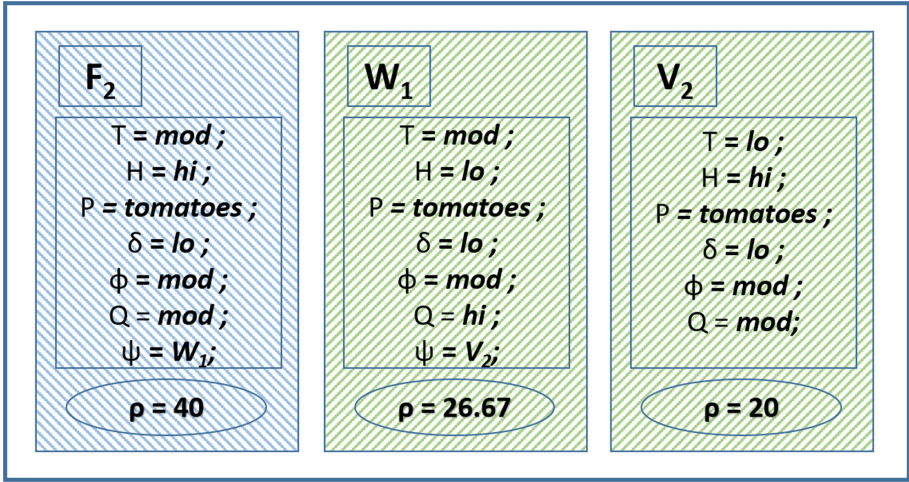 F₂
T = mod ;
H = hi ;
P = tomatoes ;
δ = lo ;
ϕ = mod ;
Q = mod ;
ψ = W₁;
ρ = 40
W₁
T = mod ;
H = lo ;
P = tomatoes ;
δ = lo ;
ϕ = mod ;
Q = hi ;
ψ = V₂;
ρ = 26.67
V₂
T = lo ;
H = hi ;
P = tomatoes ;
δ = lo ;
ϕ = mod ;
Q = mod;
ρ = 20